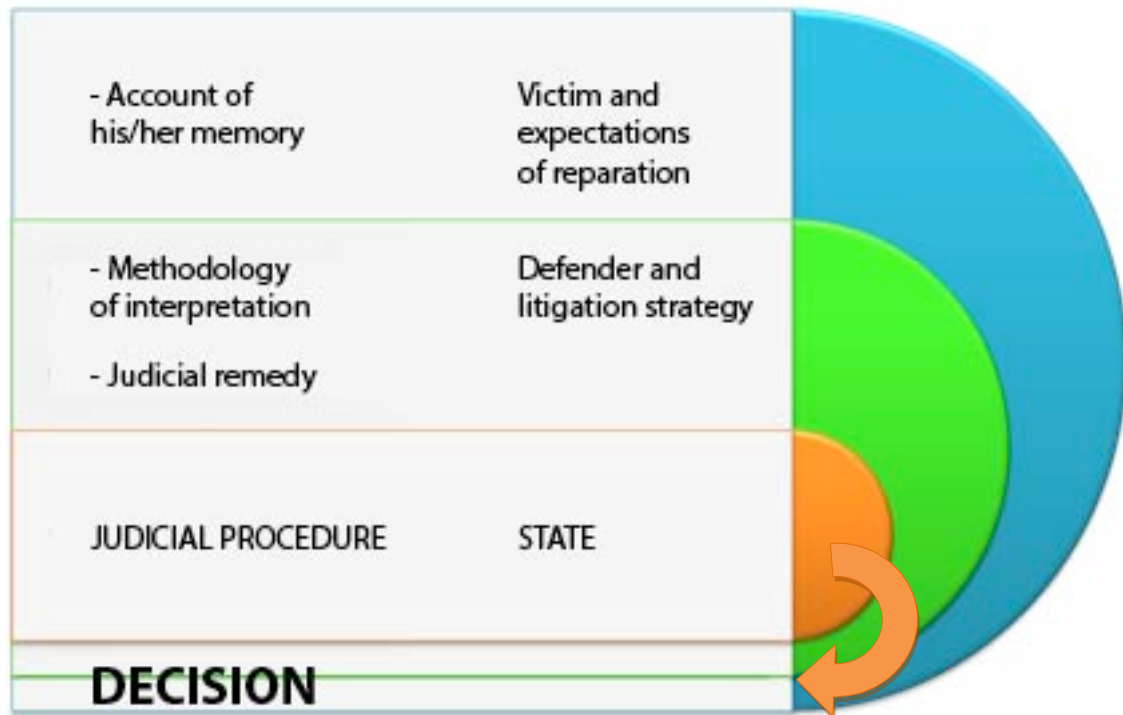 - Account of
his/her memory
Victim and
expectations
of reparation
- Methodology
of interpretation
- Judicial remedy
Defender and
litigation strategy
JUDICIAL PROCEDURE
STATE
DECISION